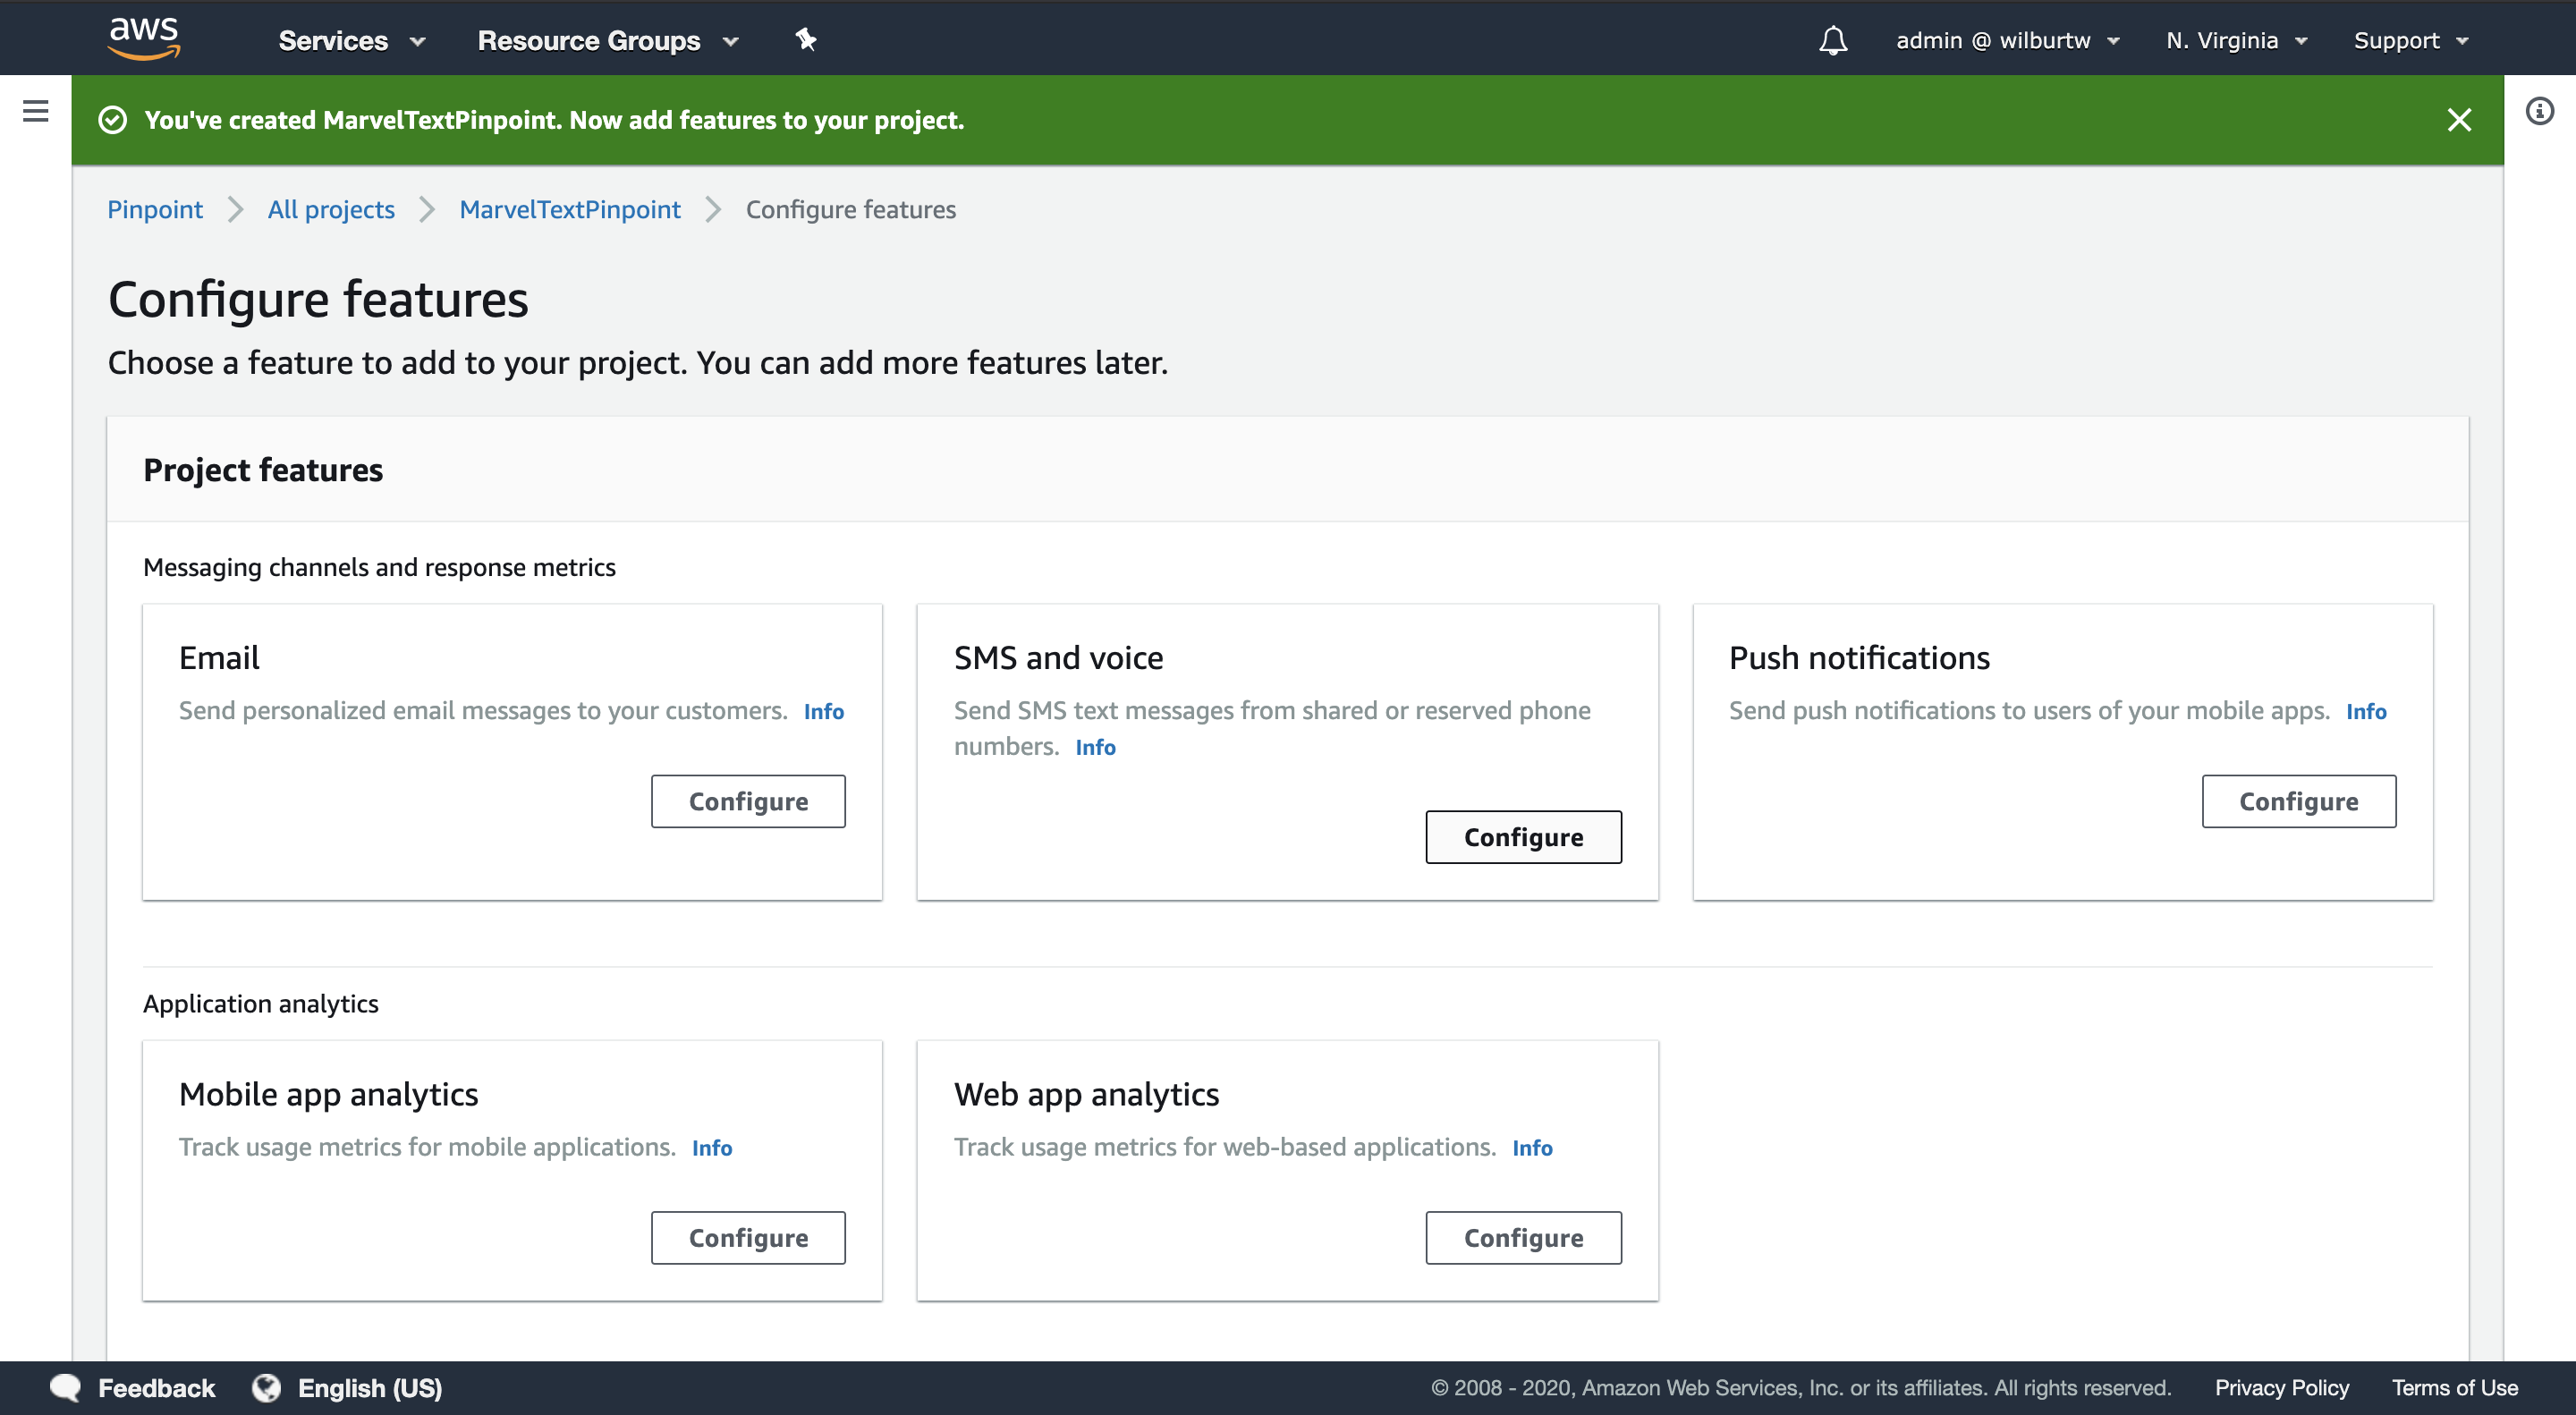 aws
Services
Resource Groups
admin @ wilburtw
N. Virginia
Support
You've created MarvelTextPinpoint. Now add features to your project.
Pinpoint
All projects
MarvelTextPinpoint
Configure features
Configure features
Choose a feature to add to your project. You can add more features later.
Project features
Messaging channels and response metrics
Email
Send personalized email messages to your customers. Info
Configure
SMS and voice
Send SMS text messages from shared or reserved phone
numbers. Info
Configure
Push notifications
Send push notifications to users of your mobile apps. Info
Configure
Application analytics
Mobile app analytics
Track usage metrics for mobile applications. Info
Configure
Web app analytics
Track usage metrics for web-based applications. Info
Configure
Feedback
English (US)
© 2008 - 2020, Amazon Web Services, Inc. or its affiliates. All rights reserved.
Privacy Policy
Terms of Use